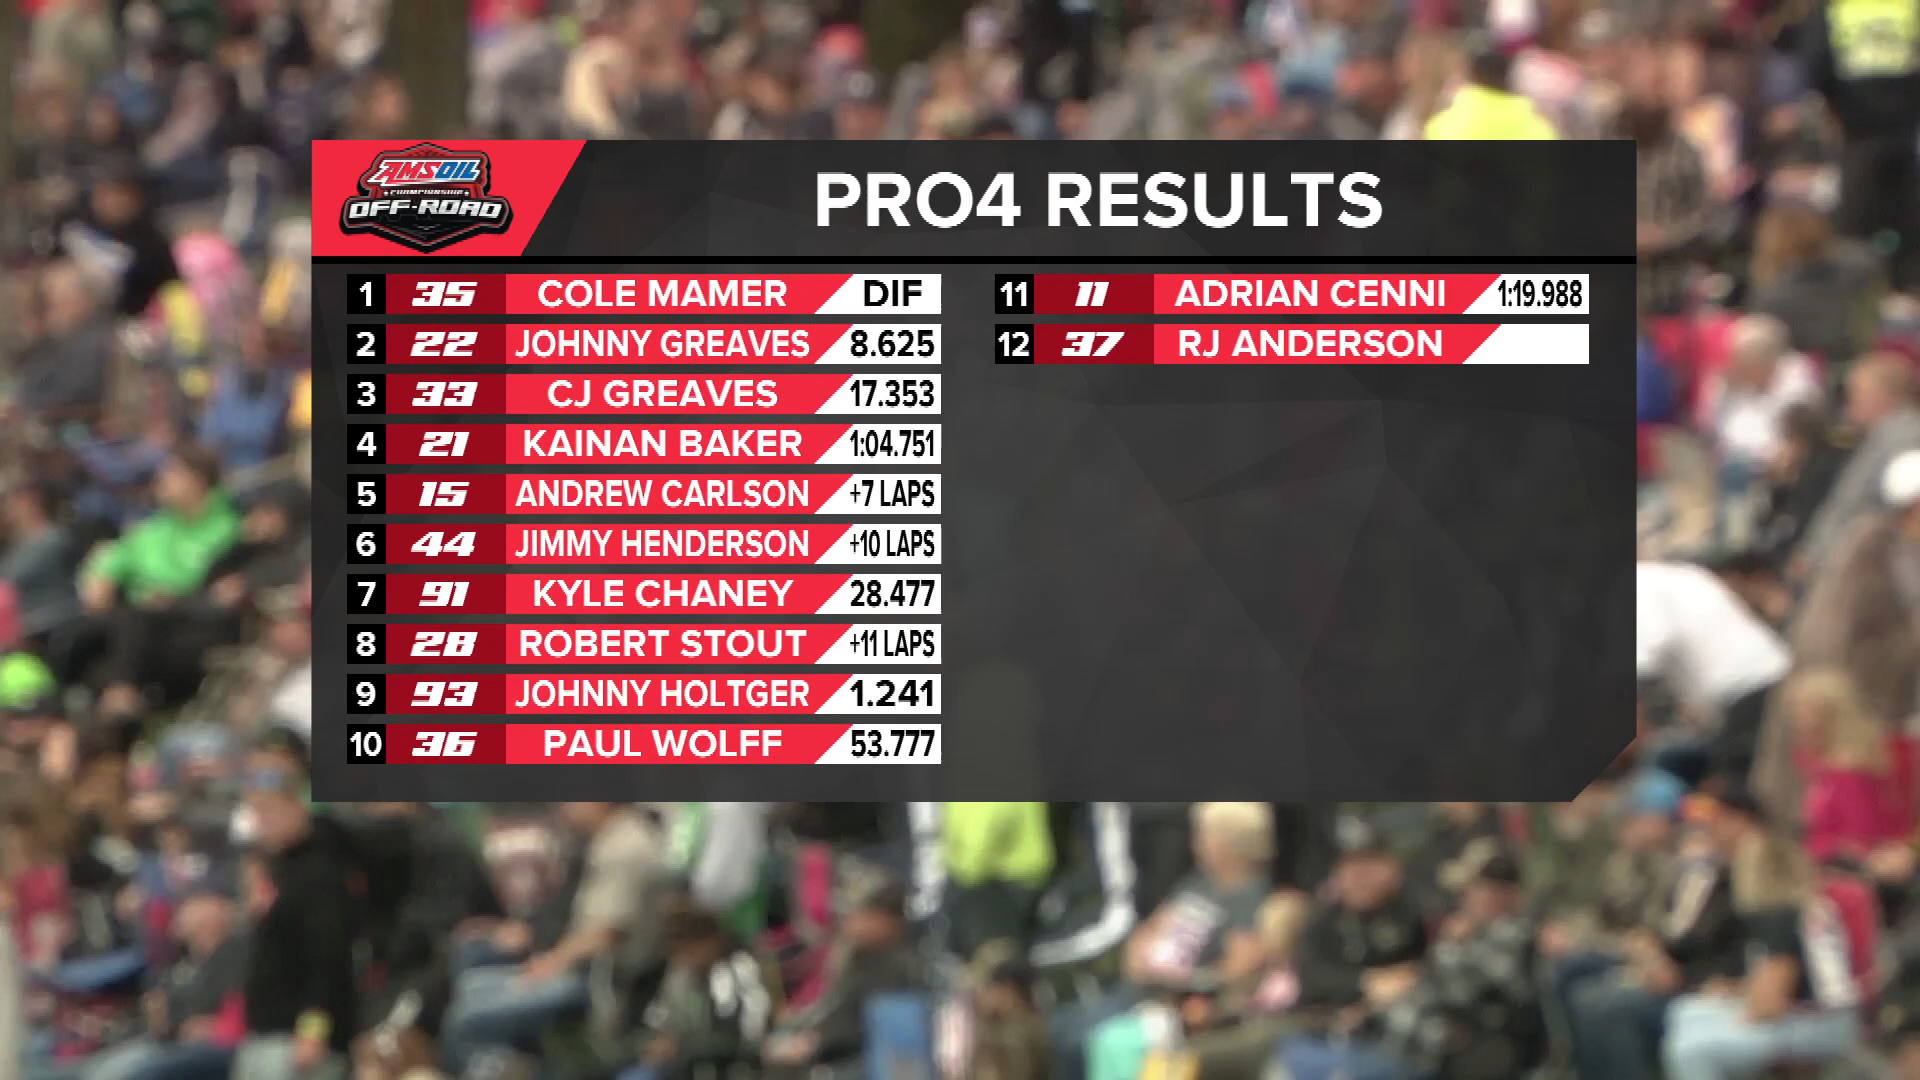 AMSOIL
CHAMPIONSHIP
OFF-ROAD
PRO4 RESULTS
1 35 COLE MAMER DIF
2 22 JOHNNY GREAVES 8.625
3 33 CJ GREAVES 17.353
4 21 KAINAN BAKER 1:04.751
5 15 ANDREW CARLSON +7 LAPS
6 44 JIMMY HENDERSON +10 LAPS
7 91 KYLE CHANEY 28.477
8 28 ROBERT STOUT +11 LAPS
9 93 JOHNNY HOLTGER 1.241
10 36 PAUL WOLFF 53.777
11 11 ADRIAN CENNI 1:19.988
12 37 RJ ANDERSON